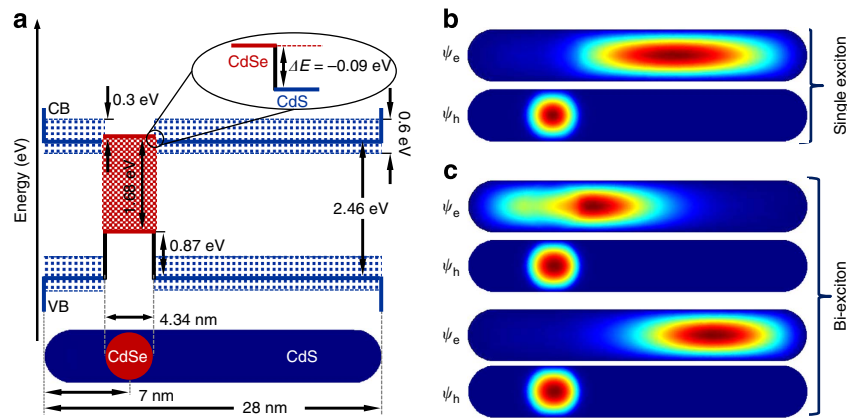 a
Energy (eV)
CB
0.3 eV
CdSe
ΔE = –0.09 eV
CdS
0.6 eV
1.68 eV
2.46 eV
0.87 eV
VB
4.34 nm
CdSe
CdS
7 nm
28 nm
b
ψe
ψh
Single exciton
c
ψe
ψh
ψe
ψh
Bi-exciton